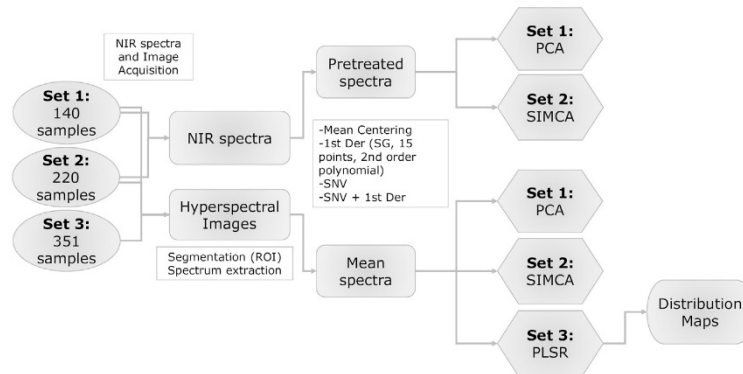 NIR spectra
and Image
Acquisition
Set 1:
140
samples
Set 2:
220
samples
Set 3:
351
samples
NIR spectra
Hyperspectral
Images
Segmentation (ROI)
Spectrum extraction
Pretreated
spectra
-Mean Centering
-1st Der (SG, 15
points, 2nd order
polynomial)
-SNV
-SNV + 1st Der
Mean
spectra
Set 1:
PCA
Set 2:
SIMCA
Set 1:
PCA
Set 2:
SIMCA
Set 3:
PLSR
Distribution
Maps